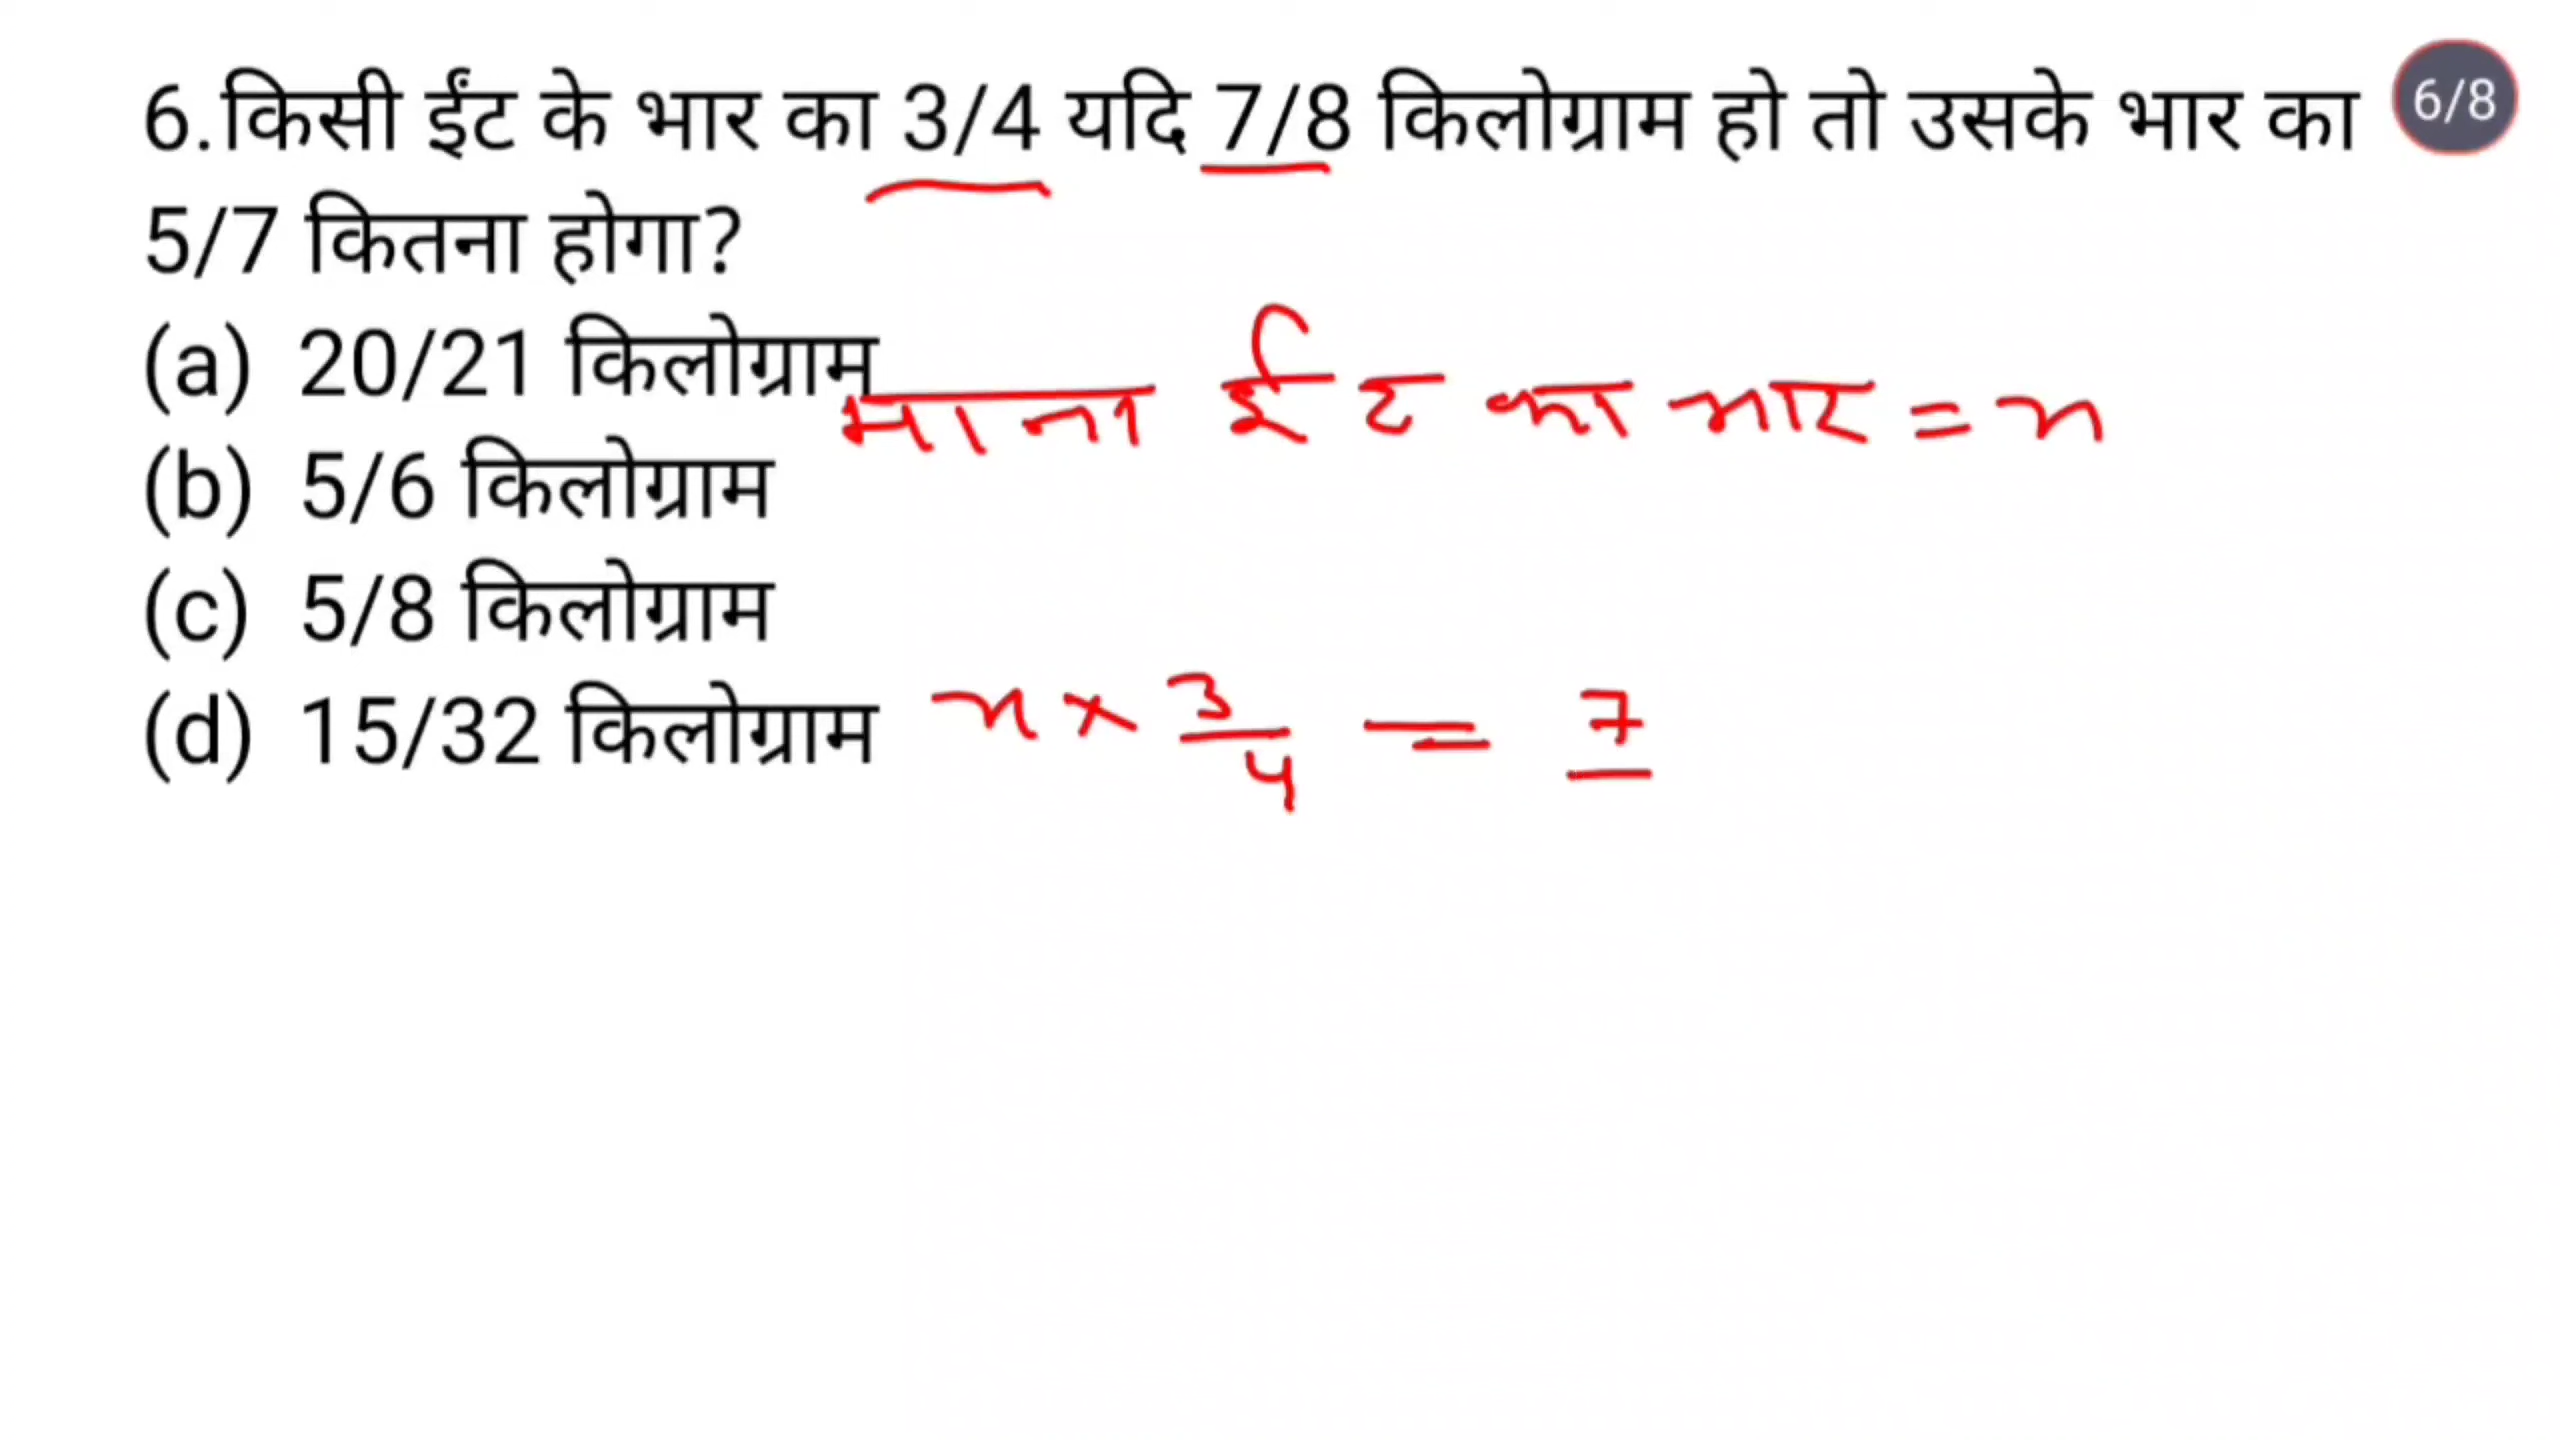 6.किसी ईंट के भार का 3/4 यदि 7/8 किलोग्राम हो तो उसके भार का
6/8
5/7 कितना होगा?
(a) 20/21 किलोग्राम
माना ईट का भार = x
(b) 5/6 किलोग्राम
(c) 5/8 किलोग्राम
(d) 15/32 किलोग्राम
x × 3/4 = 7